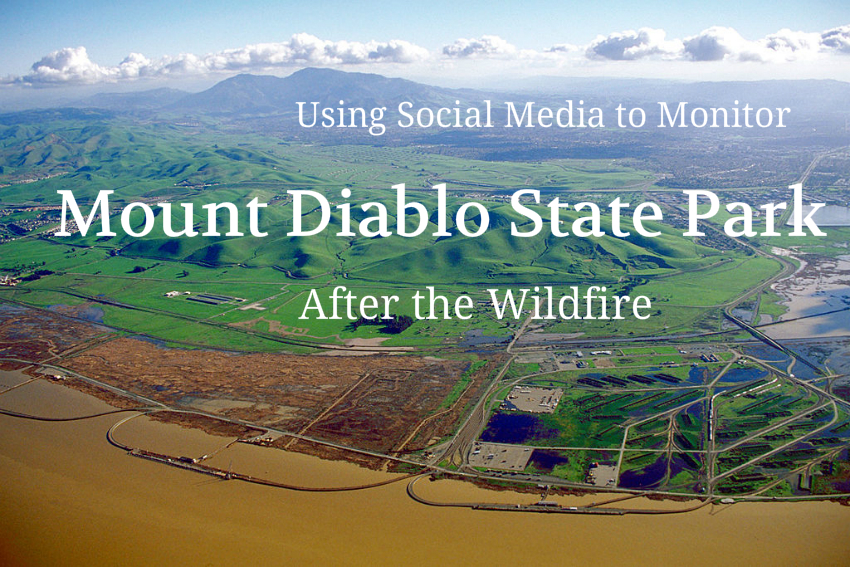 Using Social Media to Monitor
Mount Diablo State Park
After the Wildfire